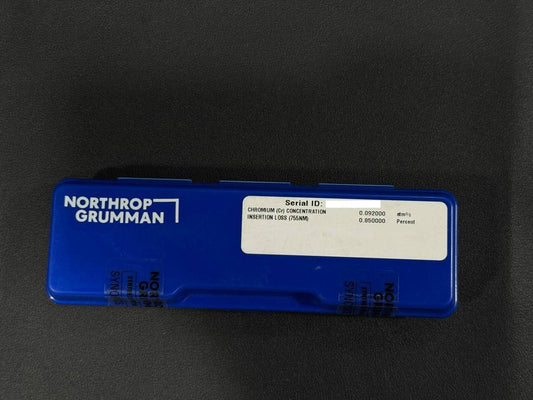 NORTHROP
GRUMMAN
Serial ID:
CHROMIUM (Cr) CONCENTRATION 0.092000
INSERTION LOSS (755NM) 0.850000 Percent